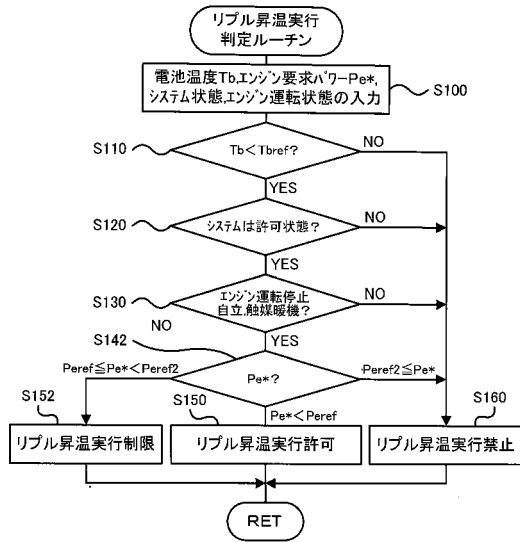 リプル昇温実行
判定ルーチン
電池温度Tb,エンジン要求パワーPe*,
システム状態,エンジン運転状態の入力
S100
S110
Tb<Tbref?
NO
YES
S120
システムは許可状態?
NO
YES
S130
エンジン運転停止
自立,触媒暖機?
NO
NO
YES
S142
Peref≦Pe*<Peref2
Pe*?
Peref2≦Pe*
S152
S150
Pe*<Peref
S160
リプル昇温実行制限
リプル昇温実行許可
リプル昇温実行禁止
RET